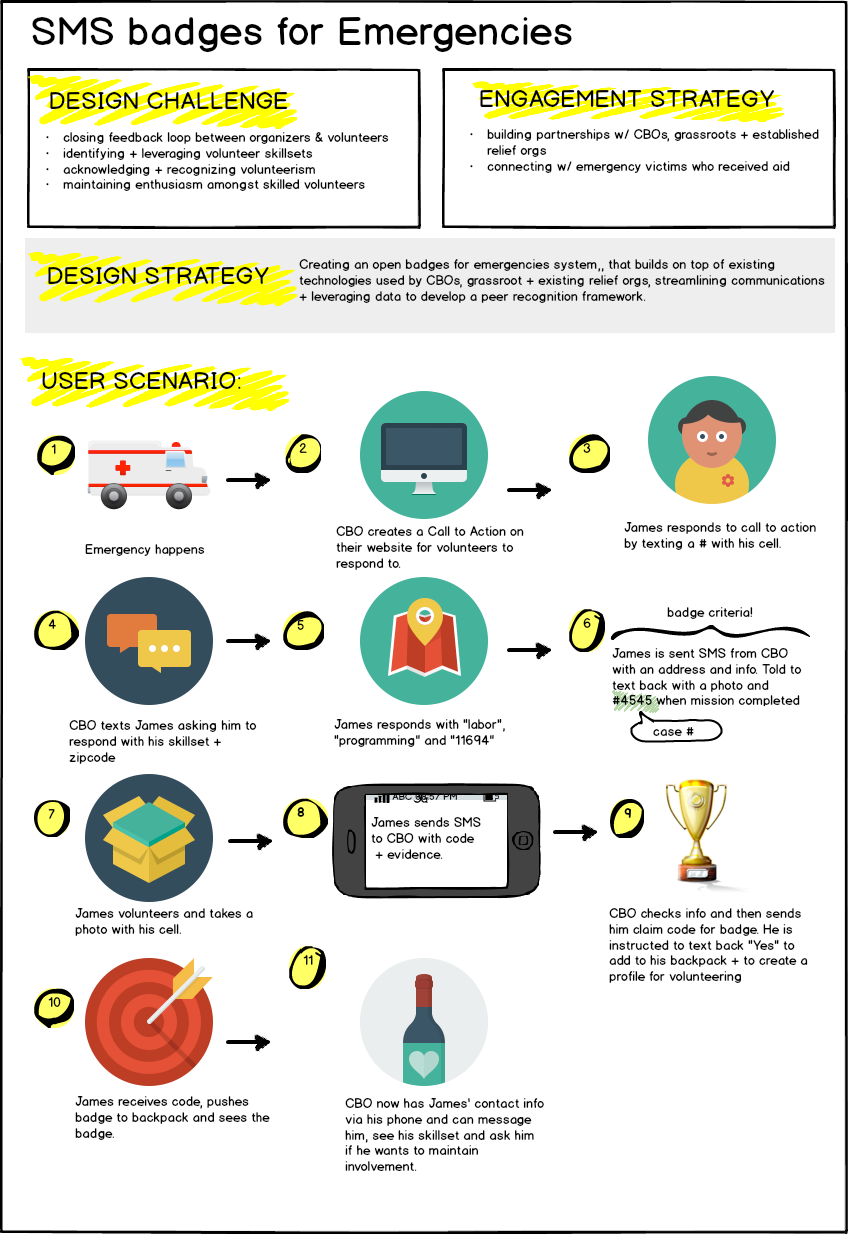 SMS badges for Emergencies
DESIGN CHALLENGE
· closing feedback loop between organizers & volunteers
· identifying + leveraging volunteer skillsets
· acknowledging + recognizing volunteerism
· maintaining enthusiasm amongst skilled volunteers
ENGAGEMENT STRATEGY
· building partnerships w/ CBOs, grassroots + established
relief orgs
· connecting w/ emergency victims who received aid
DESIGN STRATEGY
Creating an open badges for emergencies system,, that builds on top of existing
technologies used by CBOs, grassroot + existing relief orgs, streamlining communications
+ leveraging data to develop a peer recognition framework.
USER SCENARIO:
1
Emergency happens
2
CBO creates a Call to Action on
their website for volunteers to
respond to.
3
James responds to call to action
by texting a # with his cell.
4
CBO texts James asking him to
respond with his skillset +
zipcode
5
James responds with "labor",
"programming" and "11694"
6
badge criteria!
James is sent SMS from CBO
with an address and info. Told to
text back with a photo and
#4545 when mission completed
case #
7
James volunteers and takes a
photo with his cell.
8
ABC PM
James sends SMS
to CBO with code
+ evidence.
9
CBO checks info and then sends
him claim code for badge. He is
instructed to text back "Yes" to
add to his backpack + to create a
profile for volunteering
10
James receives code, pushes
badge to backpack and sees the
badge.
11
CBO now has James' contact info
via his phone and can message
him, see his skillset and ask him
if he wants to maintain
involvement.